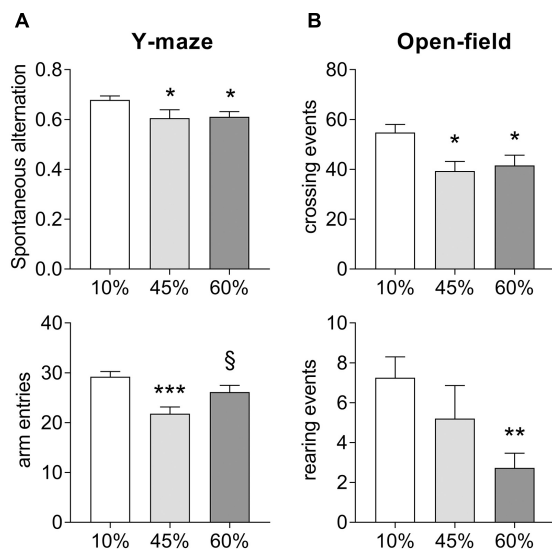 A
Y-maze
Spontaneous alternation
0.8
0.6
0.4
0.2
0.0
* *
10% 45% 60%
arm entries
40
30
20
10
0
*** §
10% 45% 60%
B
Open-field
crossing events
80
60
40
20
0
* *
10% 45% 60%
rearing events
10
8
6
4
2
0
**
10% 45% 60%